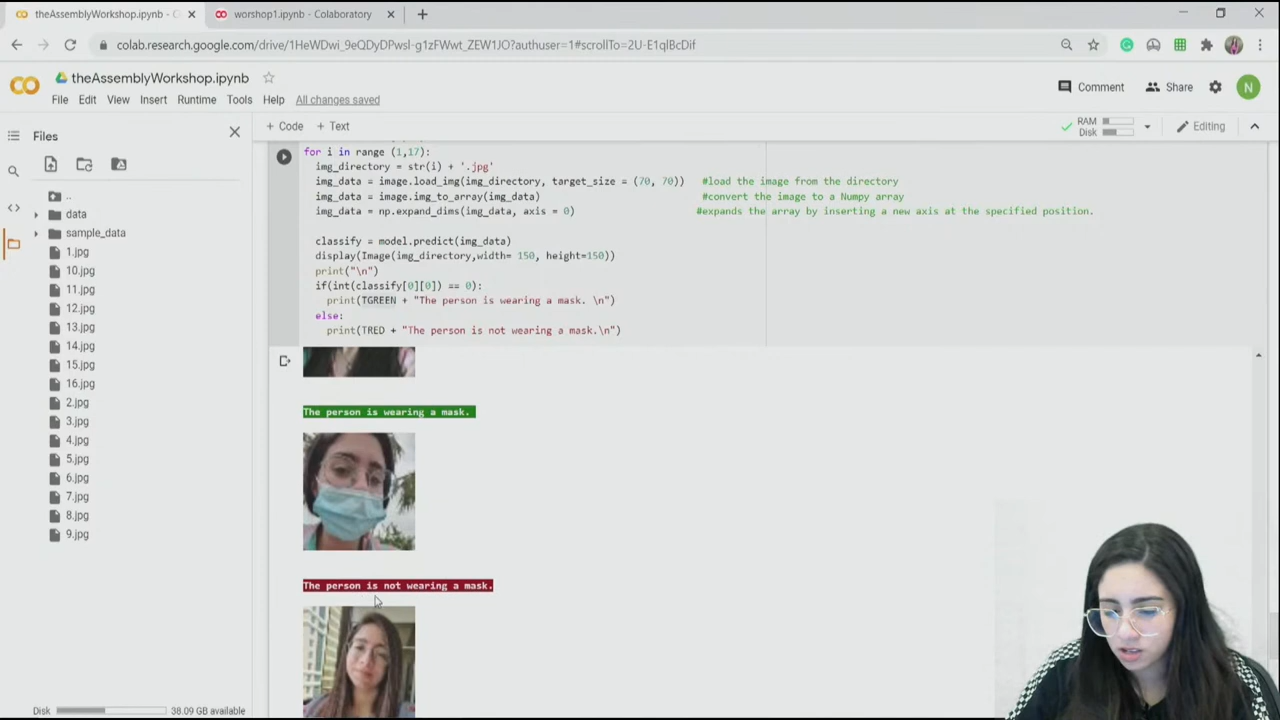 theAssemblyWorkshop.ipynb - C
worshop1.ipynb - Colaboratory
colab.research.google.com/drive/1HeWDwi_9eQDyDPwsl-g1zFWwt_ZEW1JO?authuser=1#scrollTo=2U-E1qlBcDif
theAssemblyWorkshop.ipynb
Comment
Share
N
File Edit View Insert Runtime Tools Help All changes saved
Files
+ Code + Text
RAM
Disk
Editing
..
data
sample_data
1.jpg
10.jpg
11.jpg
12.jpg
13.jpg
14.jpg
15.jpg
16.jpg
2.jpg
3.jpg
4.jpg
5.jpg
6.jpg
7.jpg
8.jpg
9.jpg
Disk 38.09 GB available
for i in range (1,17):
img_directory = str(i) + '.jpg'
img_data = image.load_img(img_directory, target_size = (70, 70)) #load the image from the directory
img_data = image.img_to_array(img_data) #convert the image to a Numpy array
img_data = np.expand_dims(img_data, axis = 0) #expands the array by inserting a new axis at the specified position.
classify = model.predict(img_data)
display(Image(img_directory,width= 150, height=150))
print("\n")
if(int(classify[0][0]) == 0):
print(TGREEN + "The person is wearing a mask. \n")
else:
print(TRED + "The person is not wearing a mask.\n")
The person is wearing a mask.
The person is not wearing a mask.